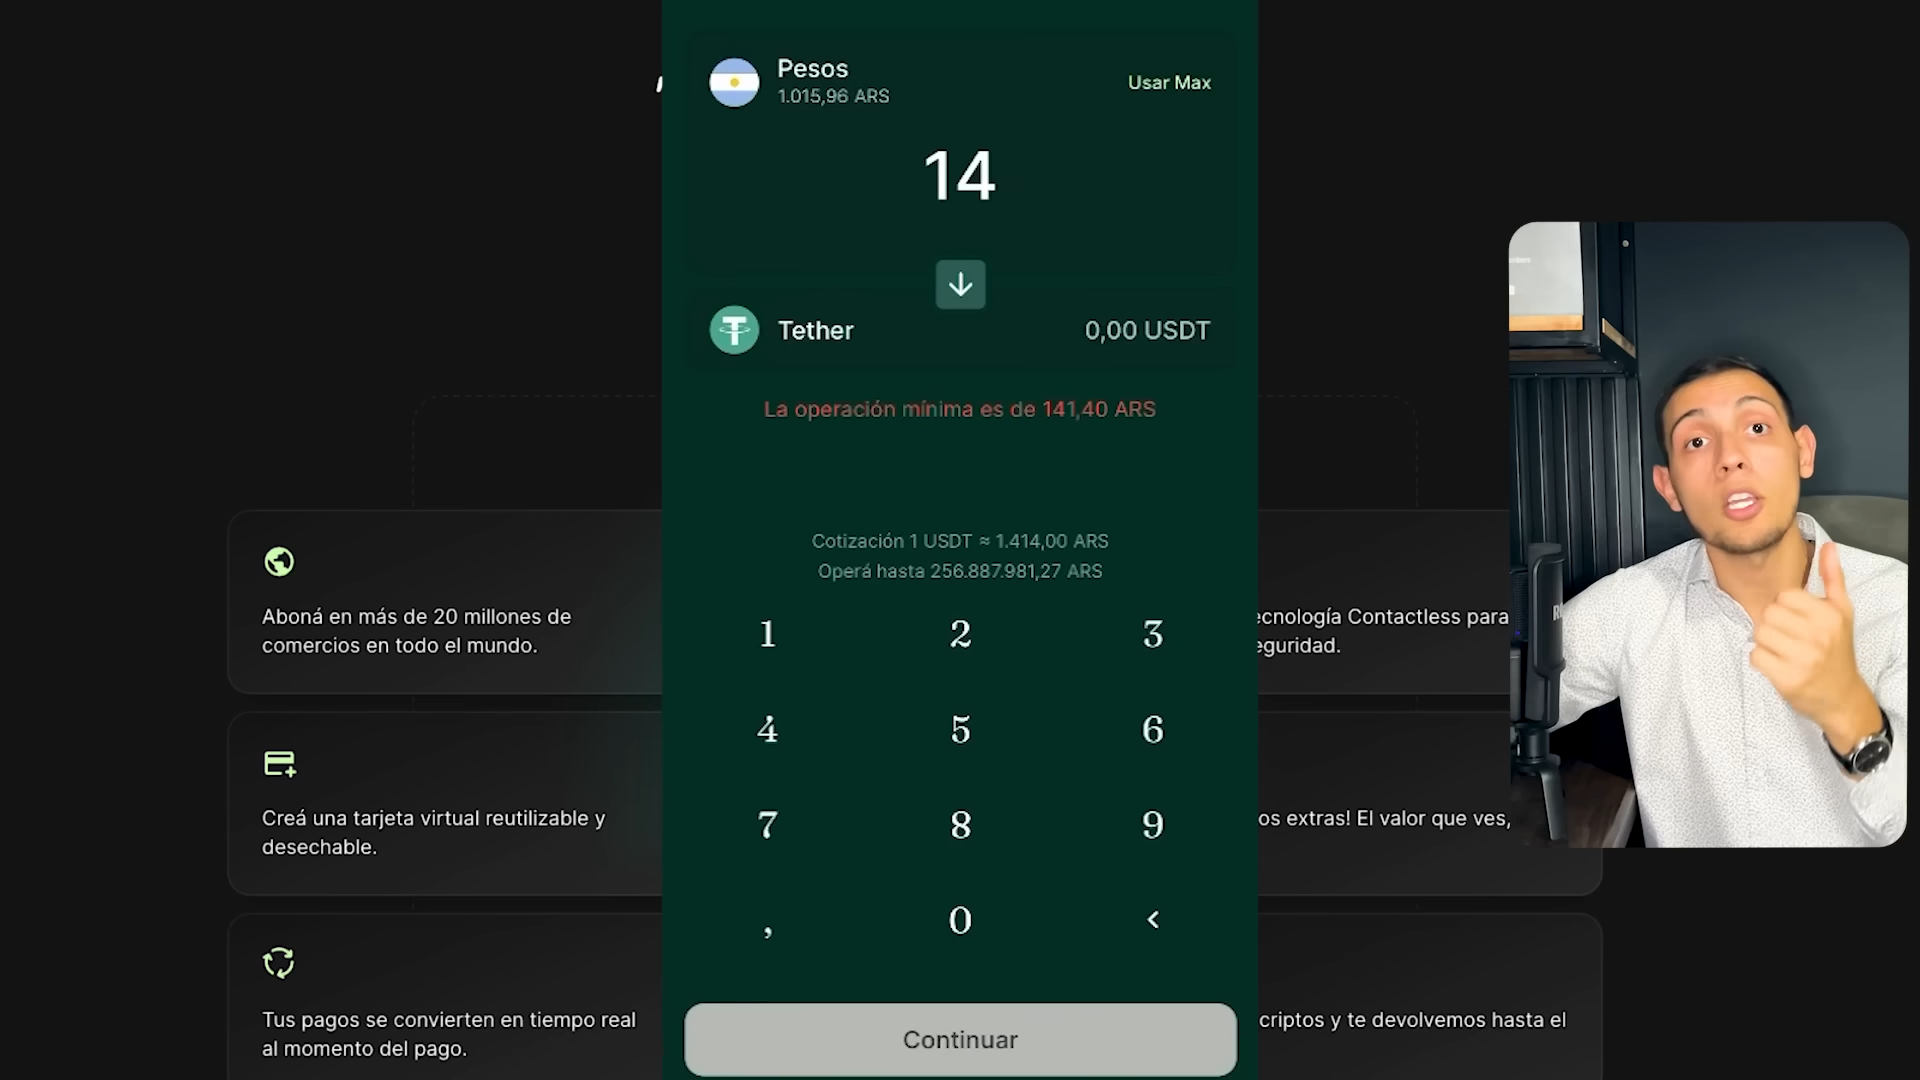 Pesos
1.015,96 ARS
Usar Max
14
Tether
0,00 USDT
La operación mínima es de 141,40 ARS
Cotización 1 USDT ≈ 1.414,00 ARS
Operá hasta 256.887.981,27 ARS
1 2 3
4 5 6
7 8 9
, 0 <
Continuar
Aboná en más de 20 millones de
comercios en todo el mundo.
Creá una tarjeta virtual reutilizable y
desechable.
Tus pagos se convierten en tiempo real
al momento del pago.
Contactless para
extras! El valor que ves,
criptos y te devolvemos hasta el